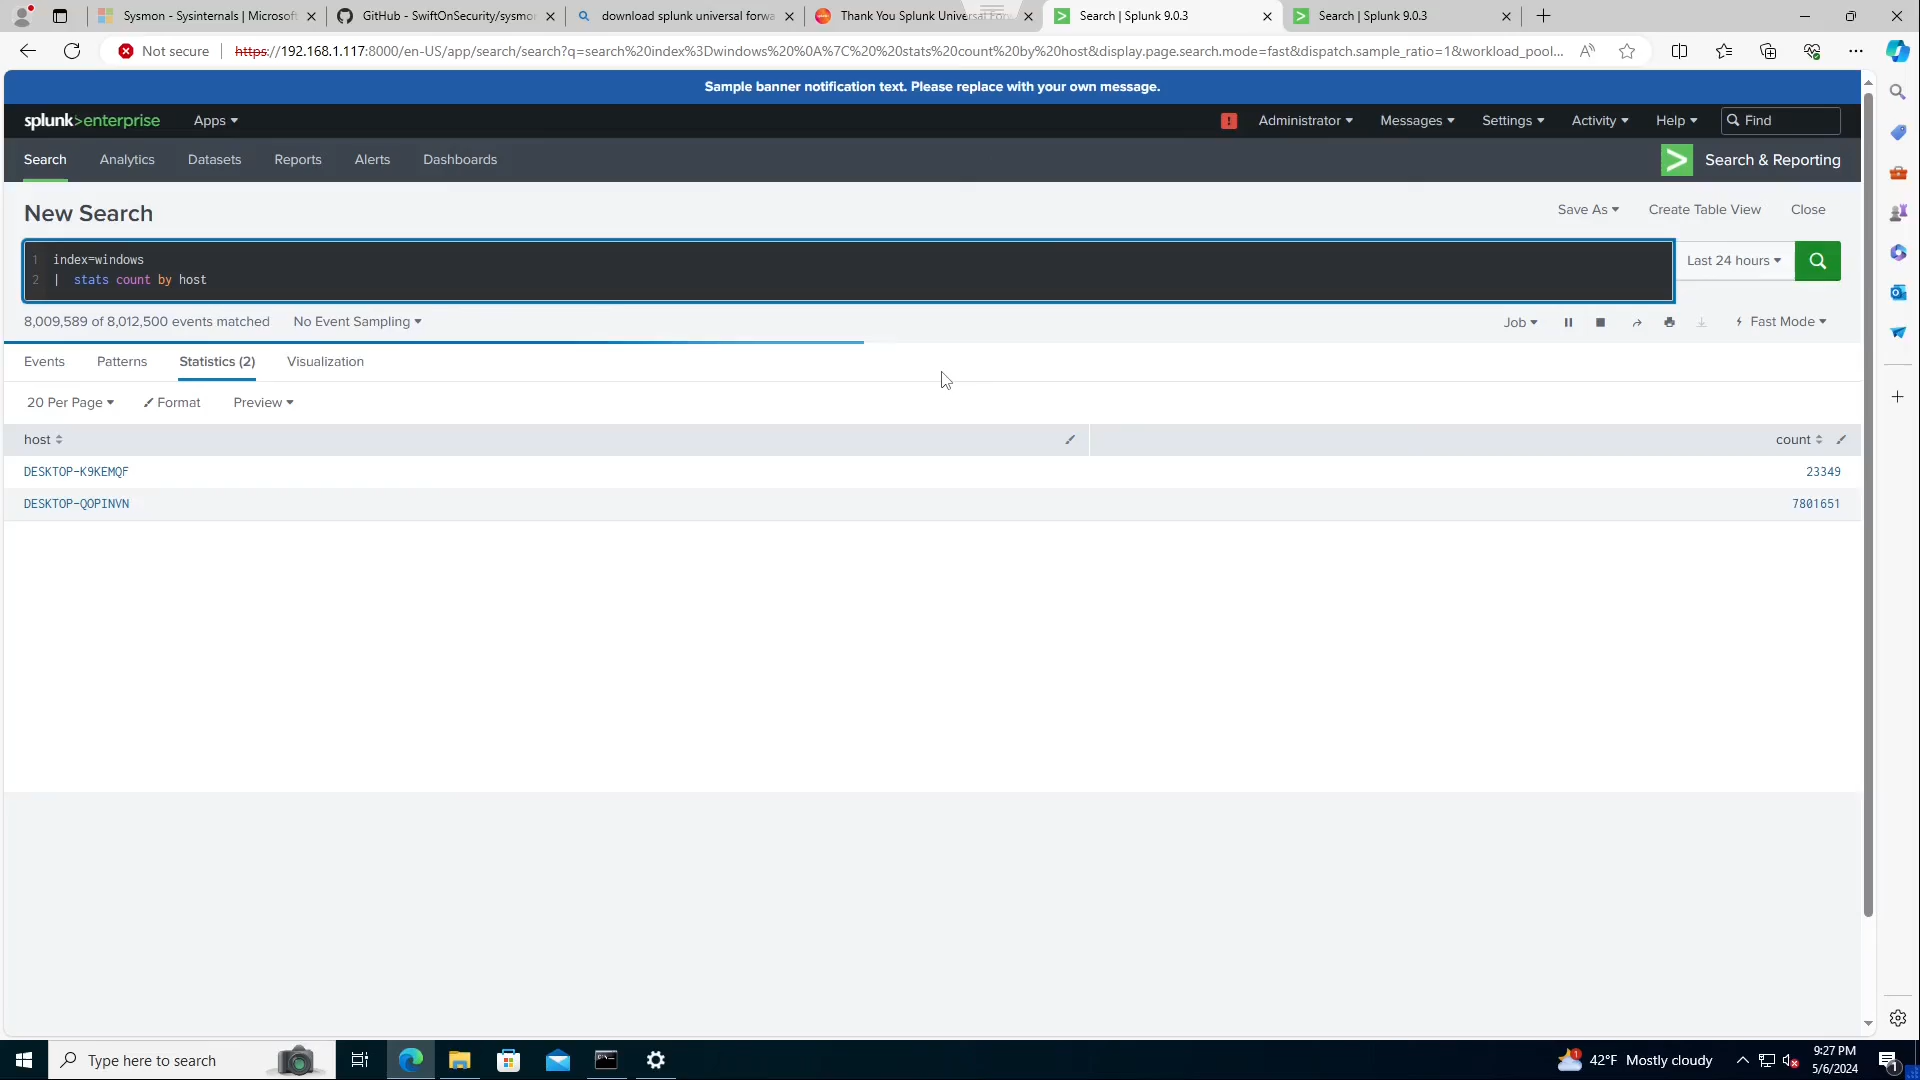 Sysmon - Sysinternals | Microsoft
GitHub - SwiftOnSecurity/sysmon
download splunk universal forwa
Thank You Splunk Universal For
Search | Splunk 9.0.3
Search | Splunk 9.0.3
Not secure
https://192.168.1.117:8000/en-US/app/search/search?q=search%20index%3Dwindows%20%0A%7C%20%20stats%20count%20by%20host&display.page.search.mode=fast&dispatch.sample_ratio=1&workload_pool...
Sample banner notification text. Please replace with your own message.
splunk>enterprise Apps
! Administrator Messages Settings Activity Help Find
Search Analytics Datasets Reports Alerts Dashboards
> Search & Reporting
New Search
Save As Create Table View Close
1 index=windows
2 | stats count by host
Last 24 hours
8,009,589 of 8,012,500 events matched No Event Sampling
Job Fast Mode
Events Patterns Statistics (2) Visualization
20 Per Page Format Preview
host count
DESKTOP-K9KEMQF 23349
DESKTOP-QOPINVN 7801651
Type here to search
42°F Mostly cloudy
9:27 PM
5/6/2024
1